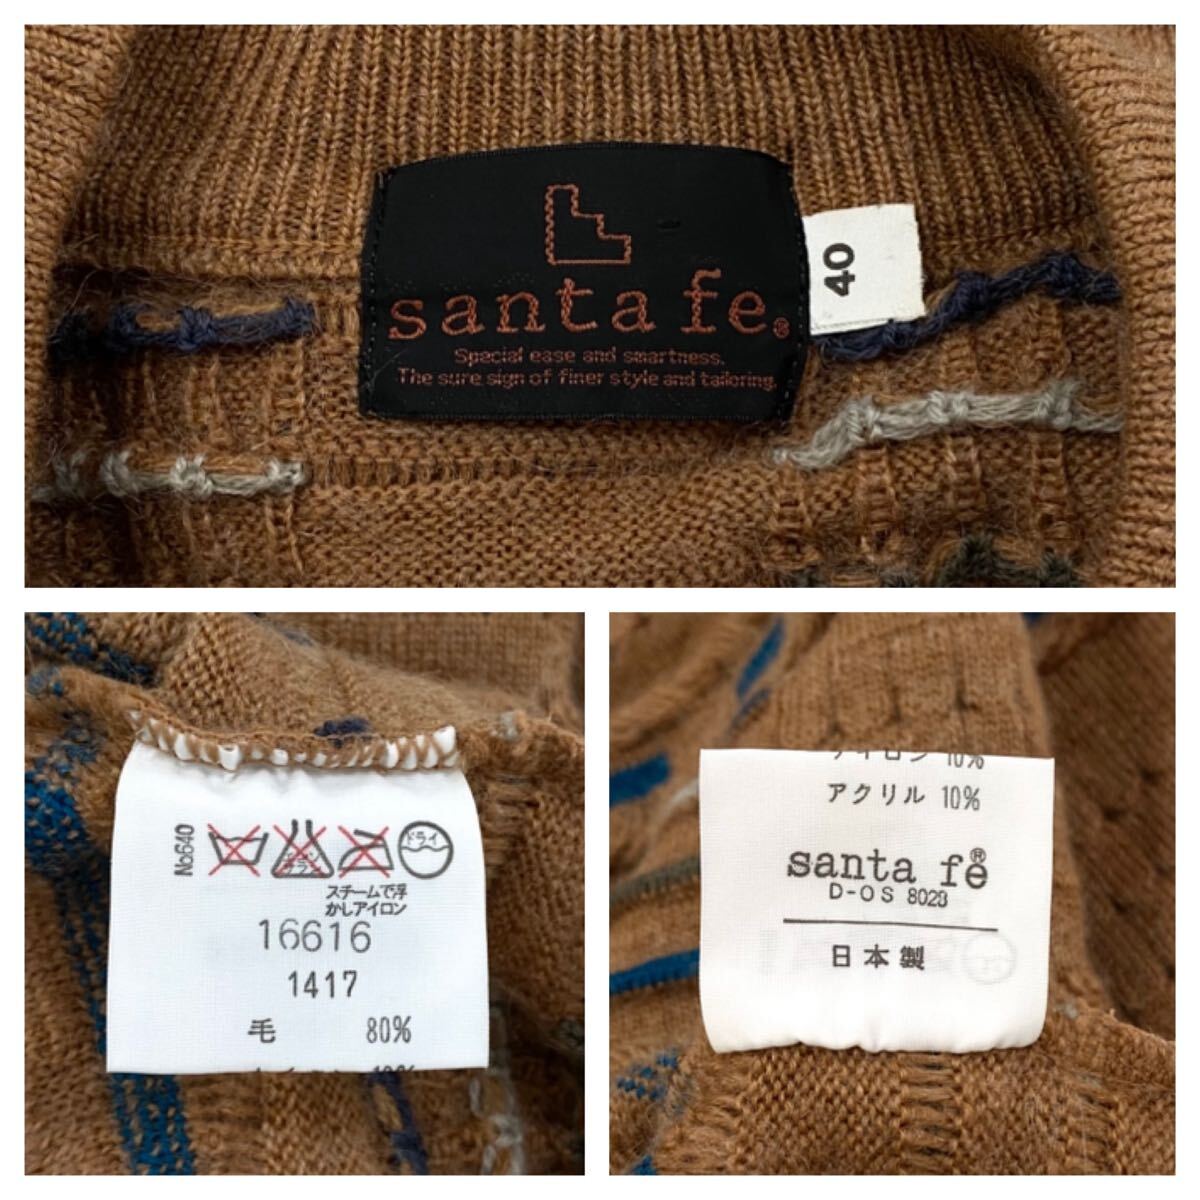 santa fe®
Special ease and smartness.
The sure sign of finer style and tailoring.
40
No640
ドライ
スチームで浮
かしアイロン
16616
1417
毛 80%
ナイロン 10%
アクリル 10%
santa fe®
D-OS 8028
日本製